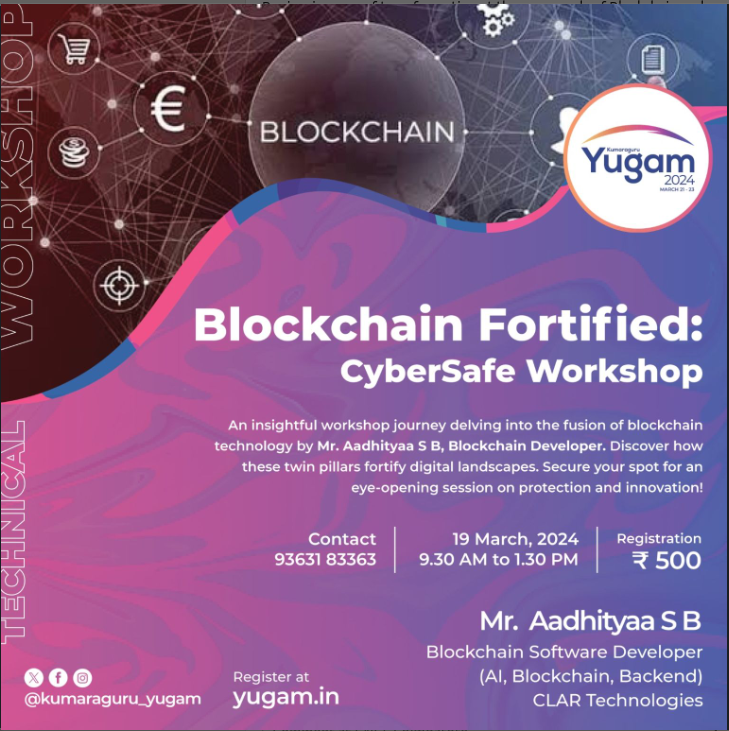 TECHNICAL WORKSHOP
BLOCKCHAIN
Kumaraguru
Yugam
2024
MARCH 21 - 23
Blockchain Fortified:
CyberSafe Workshop
An insightful workshop journey delving into the fusion of blockchain
technology by Mr. Aadhityaa S B, Blockchain Developer. Discover how
these twin pillars fortify digital landscapes. Secure your spot for an
eye-opening session on protection and innovation!
Contact
93631 83363
19 March, 2024
9.30 AM to 1.30 PM
Registration
₹ 500
Mr. Aadhityaa S B
Blockchain Software Developer
(AI, Blockchain, Backend)
CLAR Technologies
@kumaraguru_yugam
Register at
yugam.in